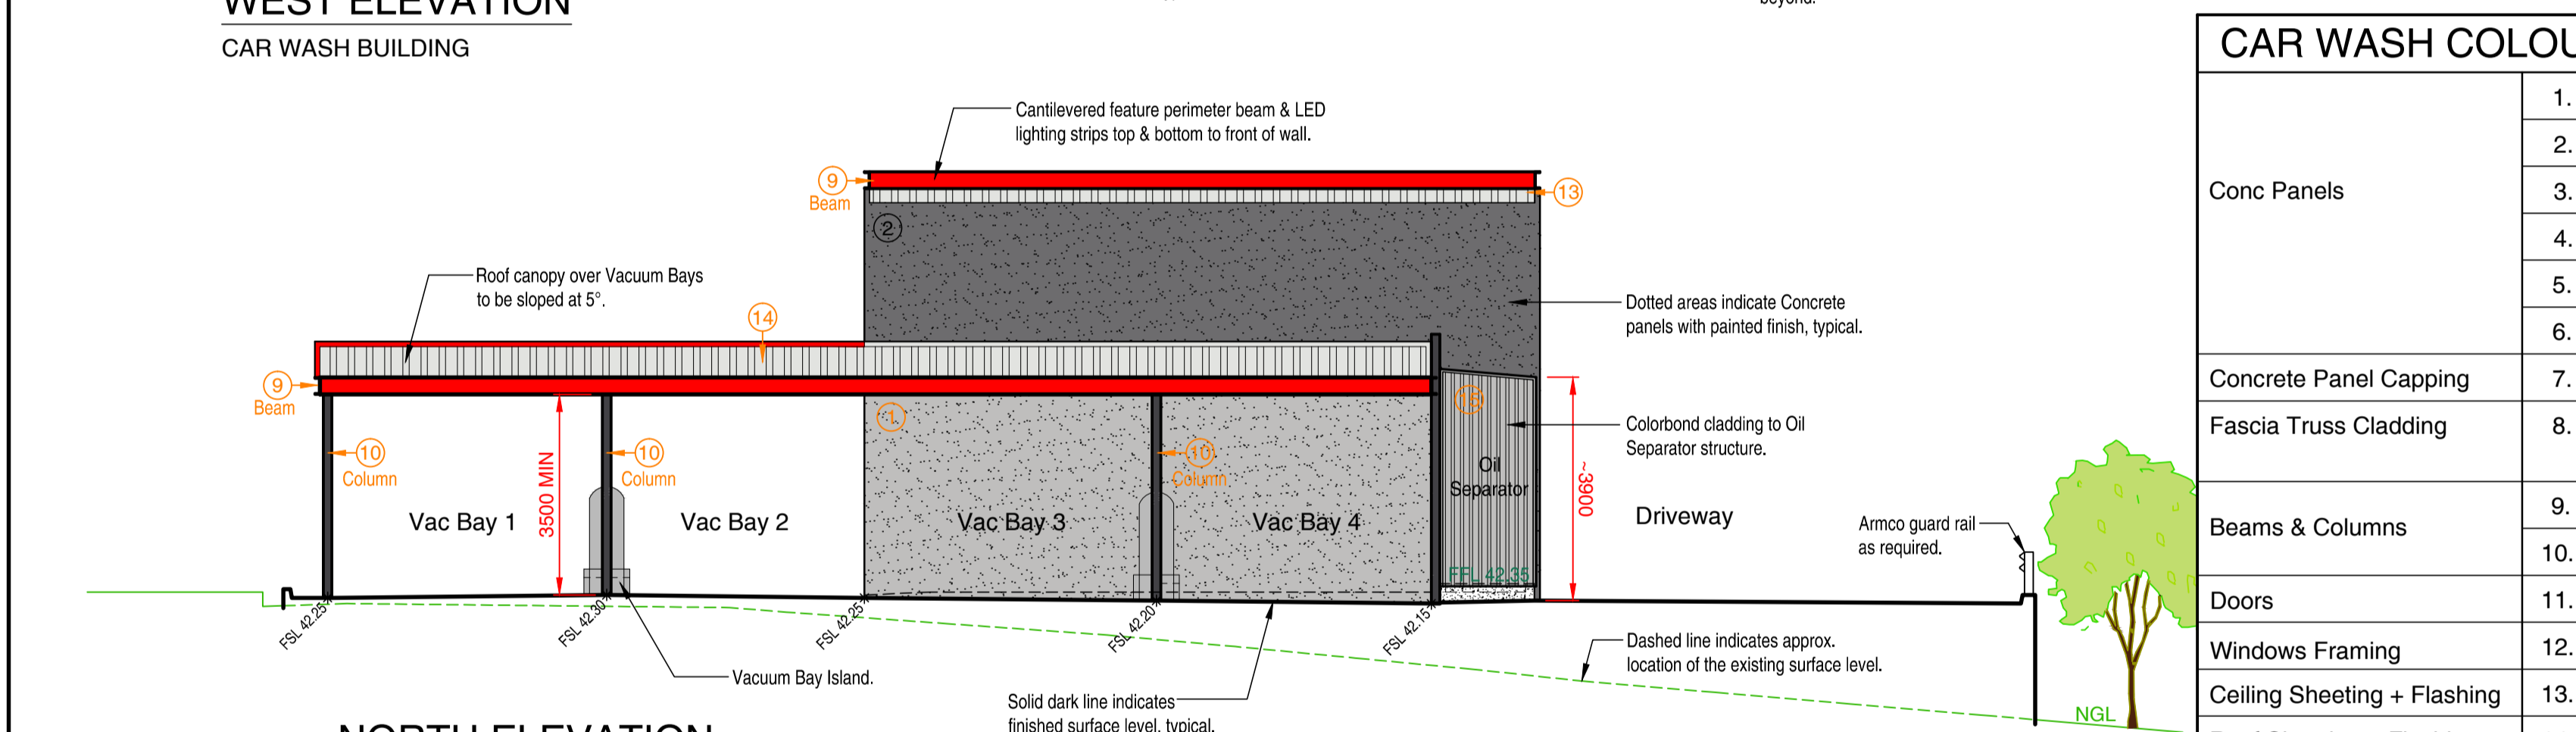 WEST ELEVATION
CAR WASH BUILDING
beyond.
Cantilevered feature perimeter beam & LED
lighting strips top & bottom to front of wall.
9
Beam
13
2
Roof canopy over Vacuum Bays
to be sloped at 5°.
14
Dotted areas indicate Concrete
panels with painted finish, typical.
9
Beam
1
15
10
Column
10
Column
10
Column
3500 MIN
~3900
Colorbond cladding to Oil
Separator structure.
Oil
Separator
Vac Bay 1
Vac Bay 2
Vac Bay 3
Vac Bay 4
Driveway
Armco guard rail
as required.
FFL 42.35
FSL 42.25
FSL 42.30
FSL 42.25
FSL 42.20
FSL 42.15
Vacuum Bay Island.
Dashed line indicates approx.
location of the existing surface level.
Solid dark line indicates
finished surface level, typical.
NGL
NORTH ELEVATION
CAR WASH COLOU
Conc Panels
1.
2.
3.
4.
5.
6.
Concrete Panel Capping 7.
Fascia Truss Cladding 8.
Beams & Columns
9.
10.
Doors 11.
Windows Framing 12.
Ceiling Sheeting + Flashing 13.